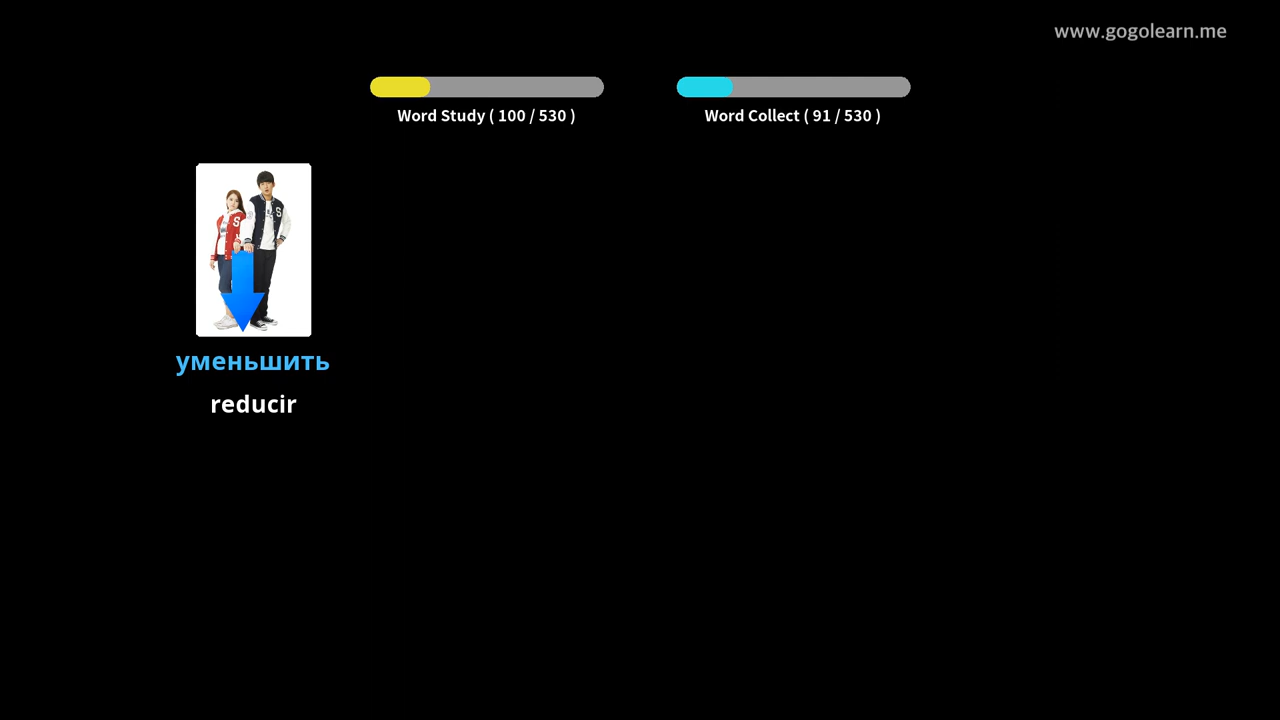 www.gogolearn.me
Word Study ( 100 / 530 )
Word Collect ( 91 / 530 )
S
S
уменьшить
reducir